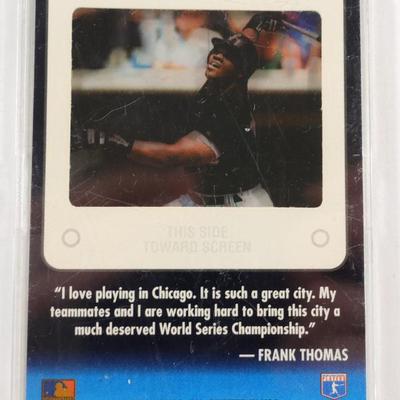 THIS SIDE
TOWARD SCREEN
“I love playing in Chicago. It is such a great city. My
teammates and I are working hard to bring this city a
much deserved World Series Championship.”
— FRANK THOMAS
PLAYERS